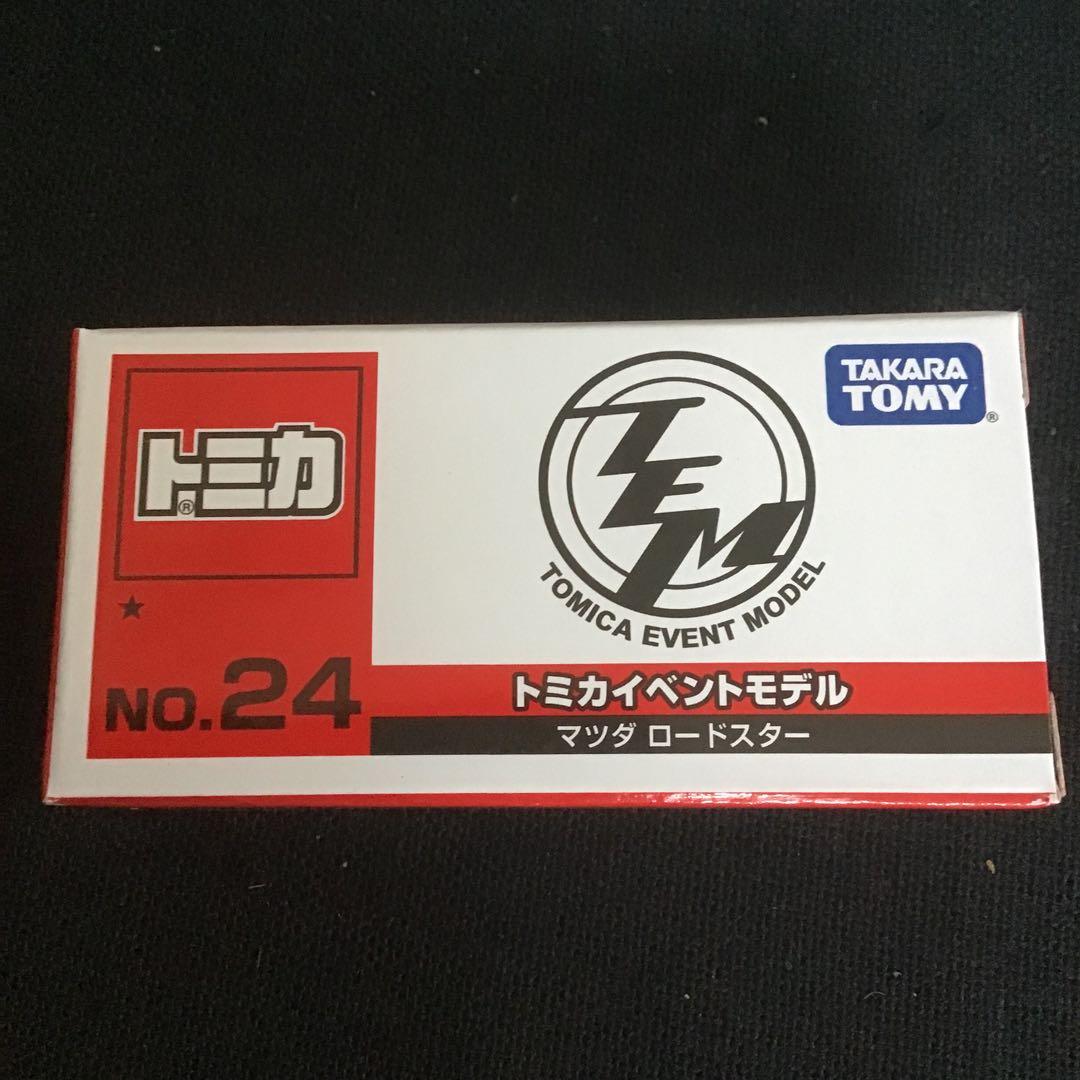 トミカ®
TAKARA
TOMY®
TEM
TOMICA EVENT MODEL
★
NO.24
トミカイベントモデル
マツダ ロードスター